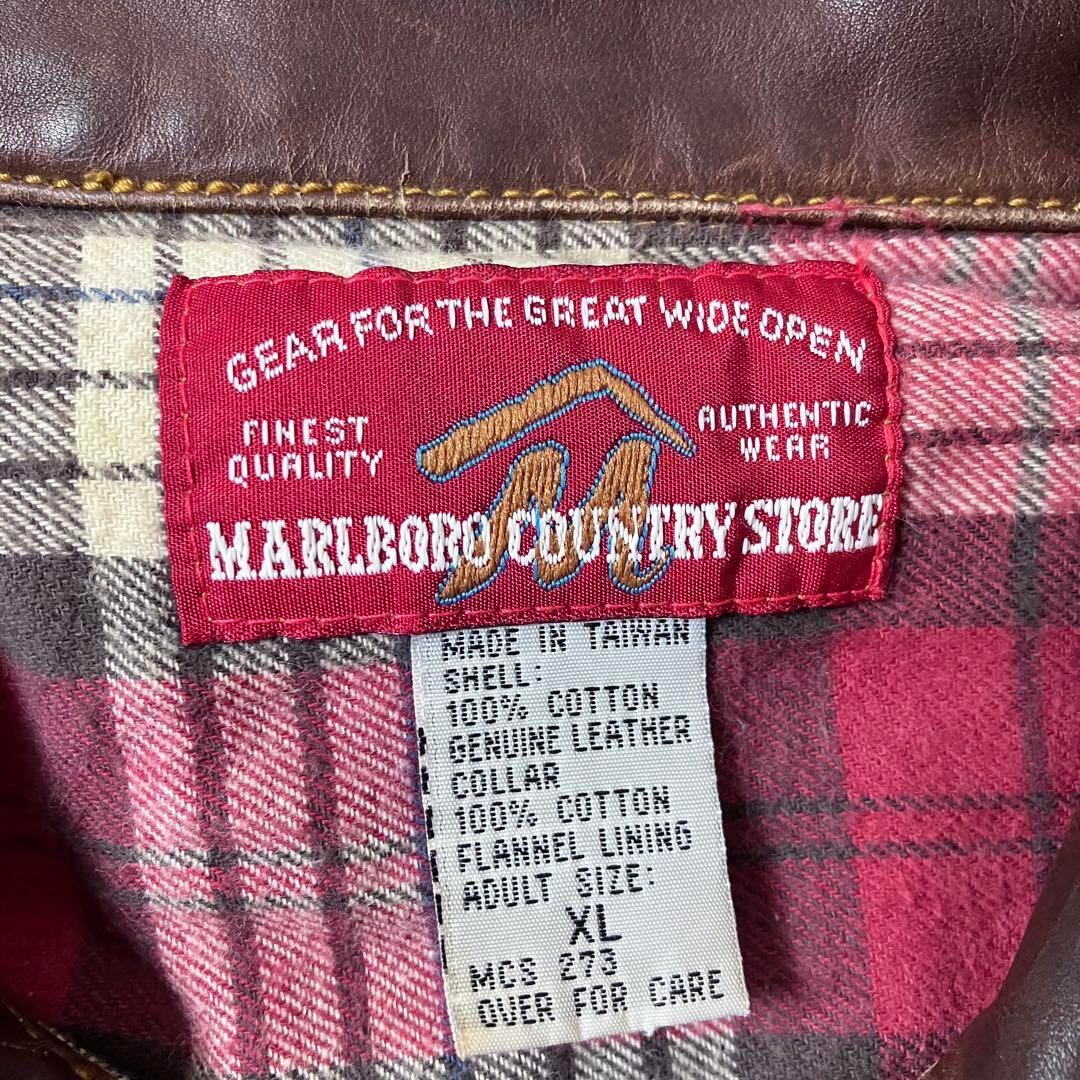 GEAR FOR THE GREAT WIDE OPEN
FINEST
QUALITY
AUTHENTIC
WEAR
M
MARLBORO COUNTRY STORE
MADE IN TAIWAN
SHELL:
100% COTTON
GENUINE LEATHER
COLLAR
100% COTTON
FLANNEL LINING
ADULT SIZE:
XL
MCS 273
OVER FOR CARE